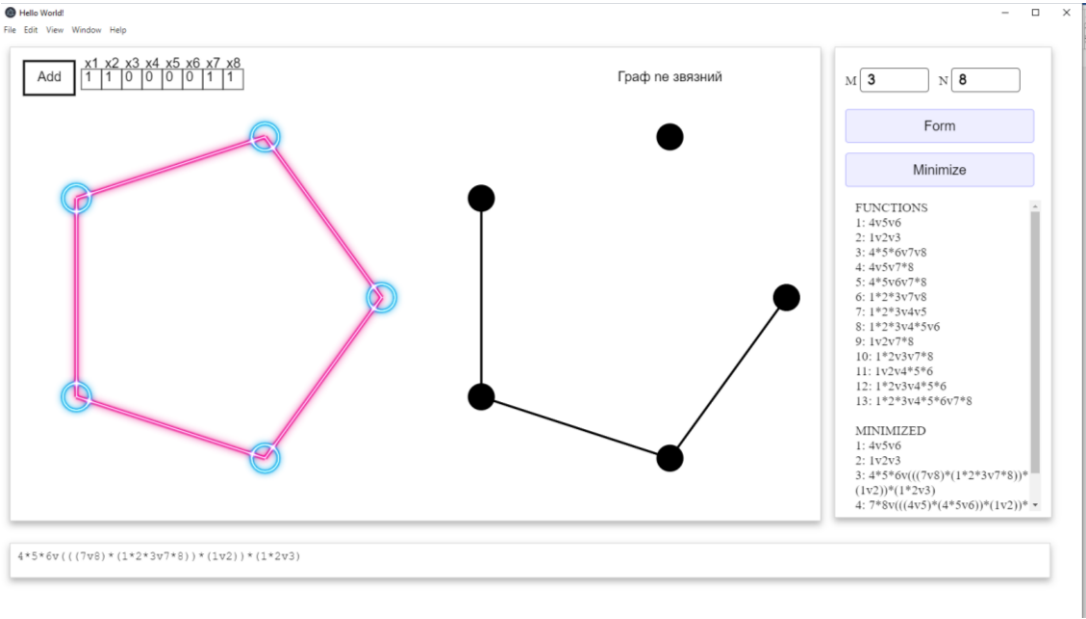 Hello World!
File Edit View Window Help
Add
x1 x2 x3 x4 x5 x6 x7 x8
1 1 0 0 0 0 1 1
Граф не звязний
M 3 N 8
Form
Minimize
FUNCTIONS
1: 4v5v6
2: 1v2v3
3: 4*5*6v7v8
4: 4v5v7*8
5: 4*5v6v7*8
6: 1*2*3v7v8
7: 1*2*3v4v5
8: 1*2*3v4*5v6
9: 1v2v7*8
10: 1*2v3v7*8
11: 1v2v4*5*6
12: 1*2v3v4*5*6
13: 1*2*3v4*5*6v7*8
MINIMIZED
1: 4v5v6
2: 1v2v3
3: 4*5*6v(((7v8)*(1*2*3v7*8))*
(1v2))*(1*2v3)
4: 7*8v(((4v5)*(4*5v6))*(1v2))*
4*5*6v(((7v8)*(1*2*3v7*8))*(1v2))*(1*2v3)